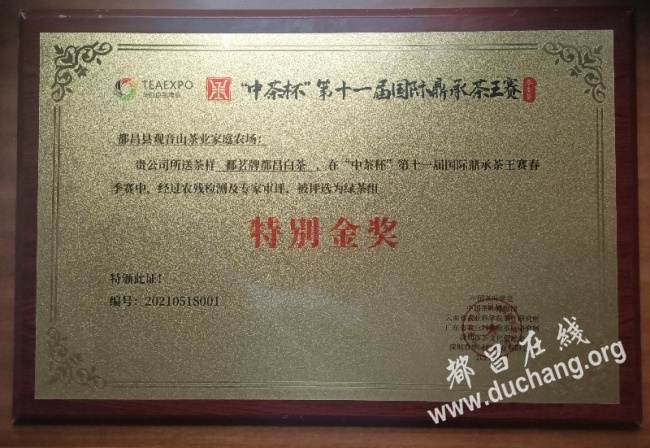 TEAEXPO
"中茶杯"第十一届国际鼎承茶王赛
都昌县观音山茶业家庭农场:
贵公司所送茶样 鄱茗牌都昌白茶 ,在"中茶杯"第十一届国际鼎承茶王赛春
季赛中,经过农残检测及专家审评,被评选为绿茶组
特别金奖
特颁此证!
编号:20210518001
都昌在线
www.duchang.org